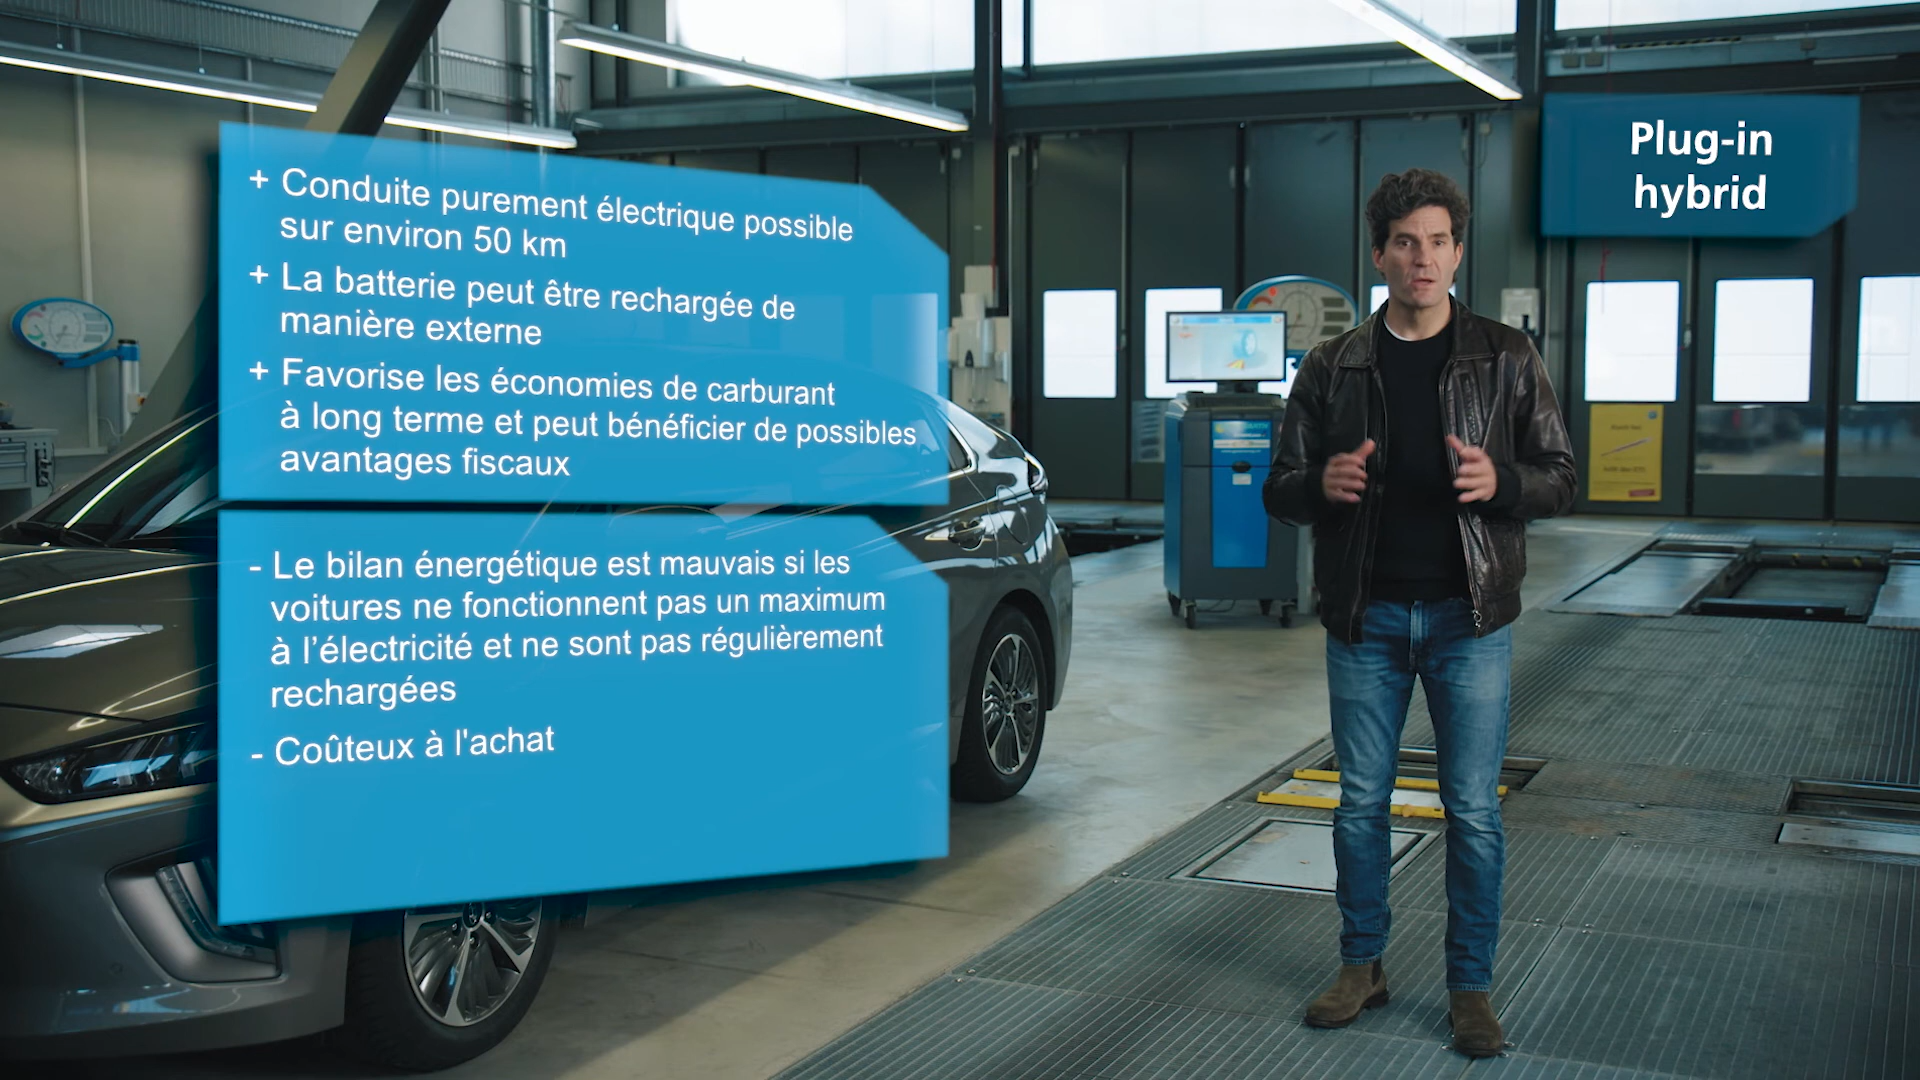 + Conduite purement électrique possible
sur environ 50 km
+ La batterie peut être rechargée de
manière externe
+ Favorise les économies de carburant
à long terme et peut bénéficier de possibles
avantages fiscaux
- Le bilan énergétique est mauvais si les
voitures ne fonctionnent pas un maximum
à l’électricité et ne sont pas régulièrement
rechargées
- Coûteux à l'achat
Plug-in
hybrid